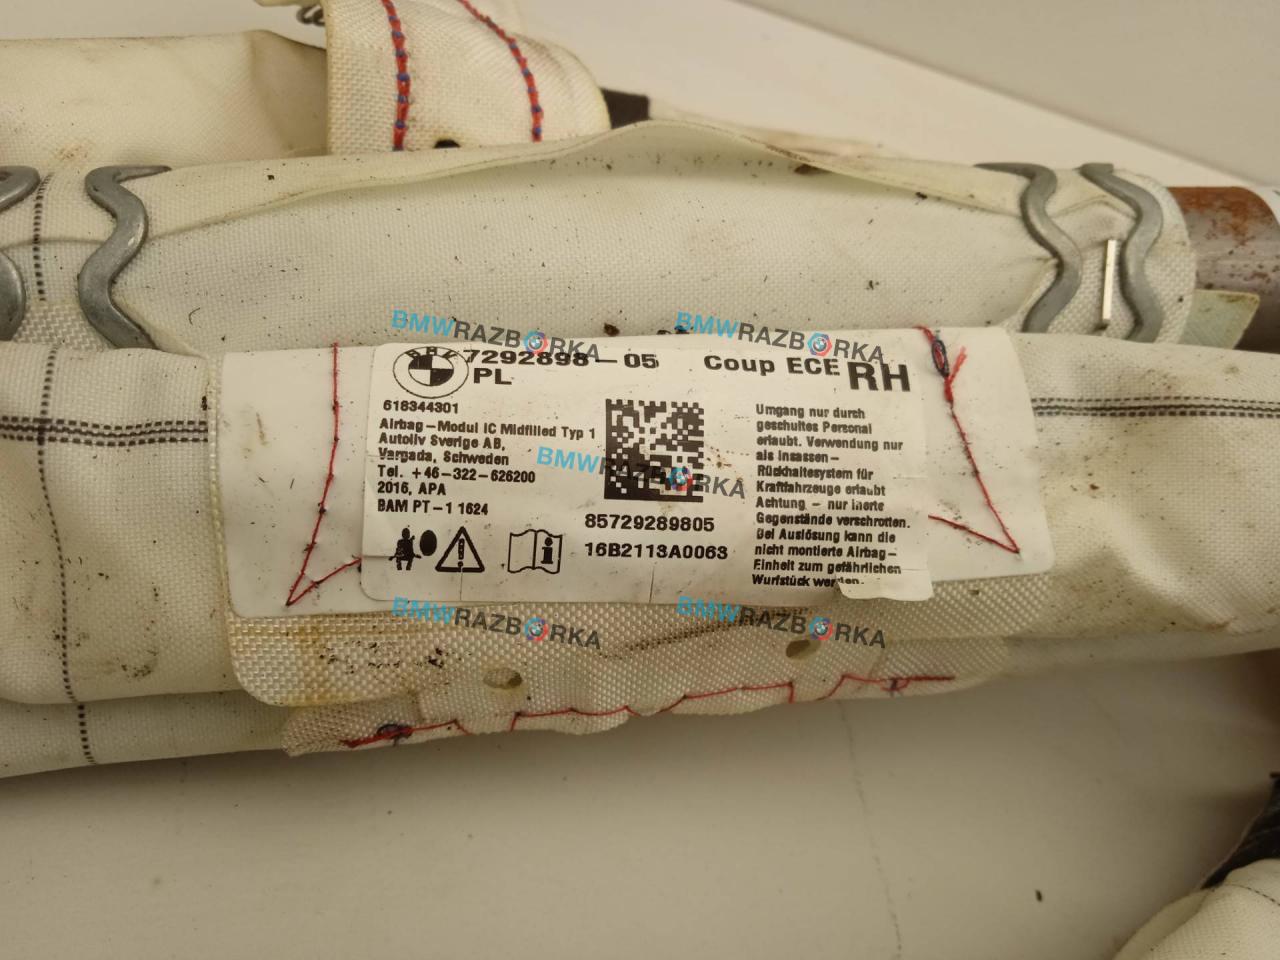 BMWRAZBORKA
BMWRAZBORKA
7292898-05 Coup ECE RH
PL
618344301
Airbag-Modul IC Midfilled Typ 1
Autoliv Sverige AB,
Vargada, Schweden
Tel. +46-322-626200
2016, APA
BAM PT-1 1624
85729289805
16B2113A0063
Umgang nur durch
geschultes Personal
erlaubt. Verwendung nur
als Insassen-
Rückhaltesystem für
Kraftfahrzeuge erlaubt
Achtung - nur inerte
Gegenstände verschrotten.
Bei Auslösung kann die
nicht montierte Airbag-
Einheit zum gefährlichen
Wurfstück werden.
BMWRAZBORKA
BMWRAZBORKA
BMWRAZBORKA